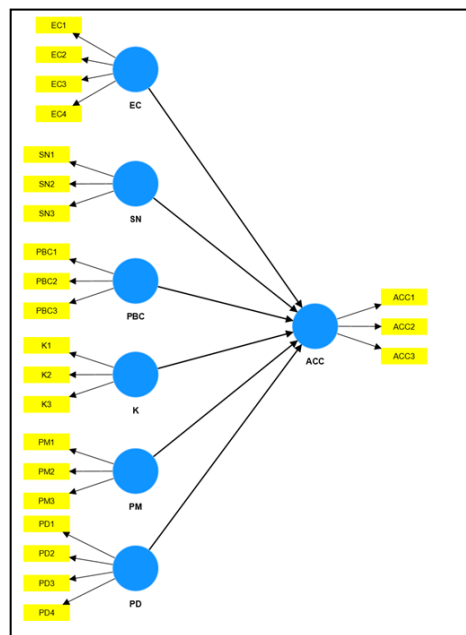 EC1
EC2
EC3
EC4
EC
SN1
SN2
SN3
SN
PBC1
PBC2
PBC3
PBC
K1
K2
K3
K
PM1
PM2
PM3
PM
PD1
PD2
PD3
PD4
PD
ACC
ACC1
ACC2
ACC3